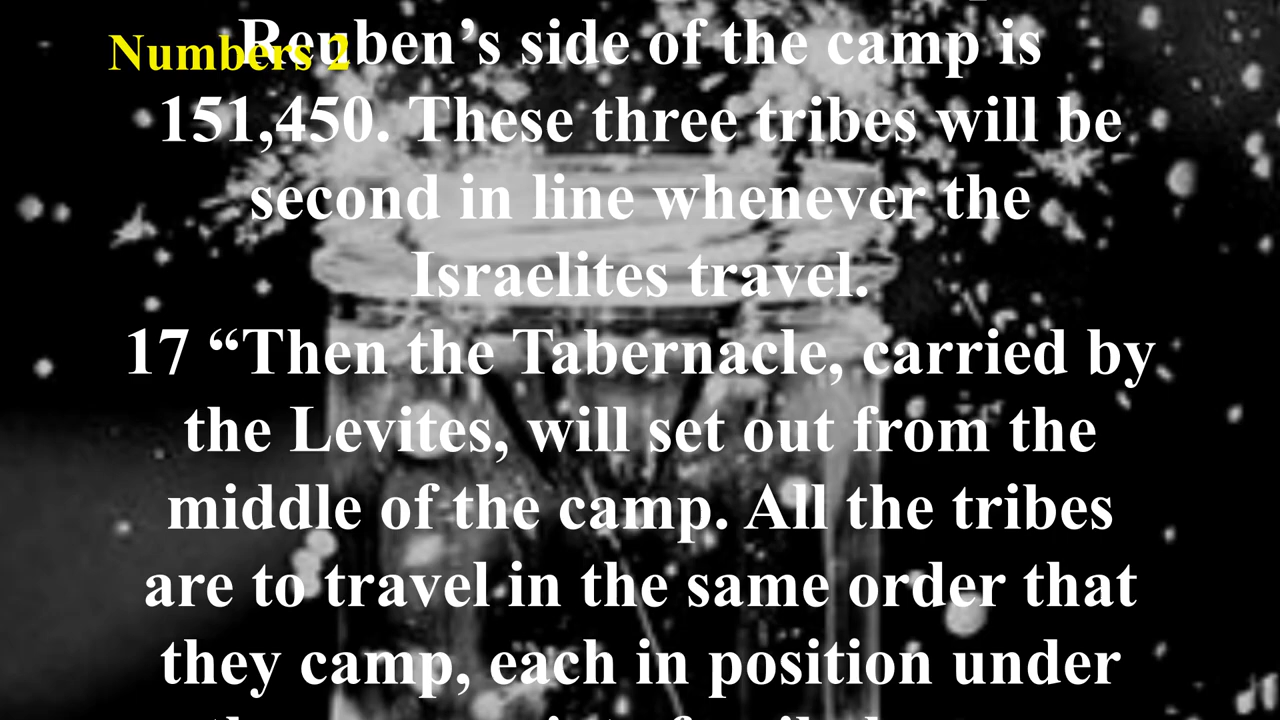 Numbers 2
Reuben’s side of the camp is
151,450. These three tribes will be
second in line whenever the
Israelites travel.
17 “Then the Tabernacle, carried by
the Levites, will set out from the
middle of the camp. All the tribes
are to travel in the same order that
they camp, each in position under